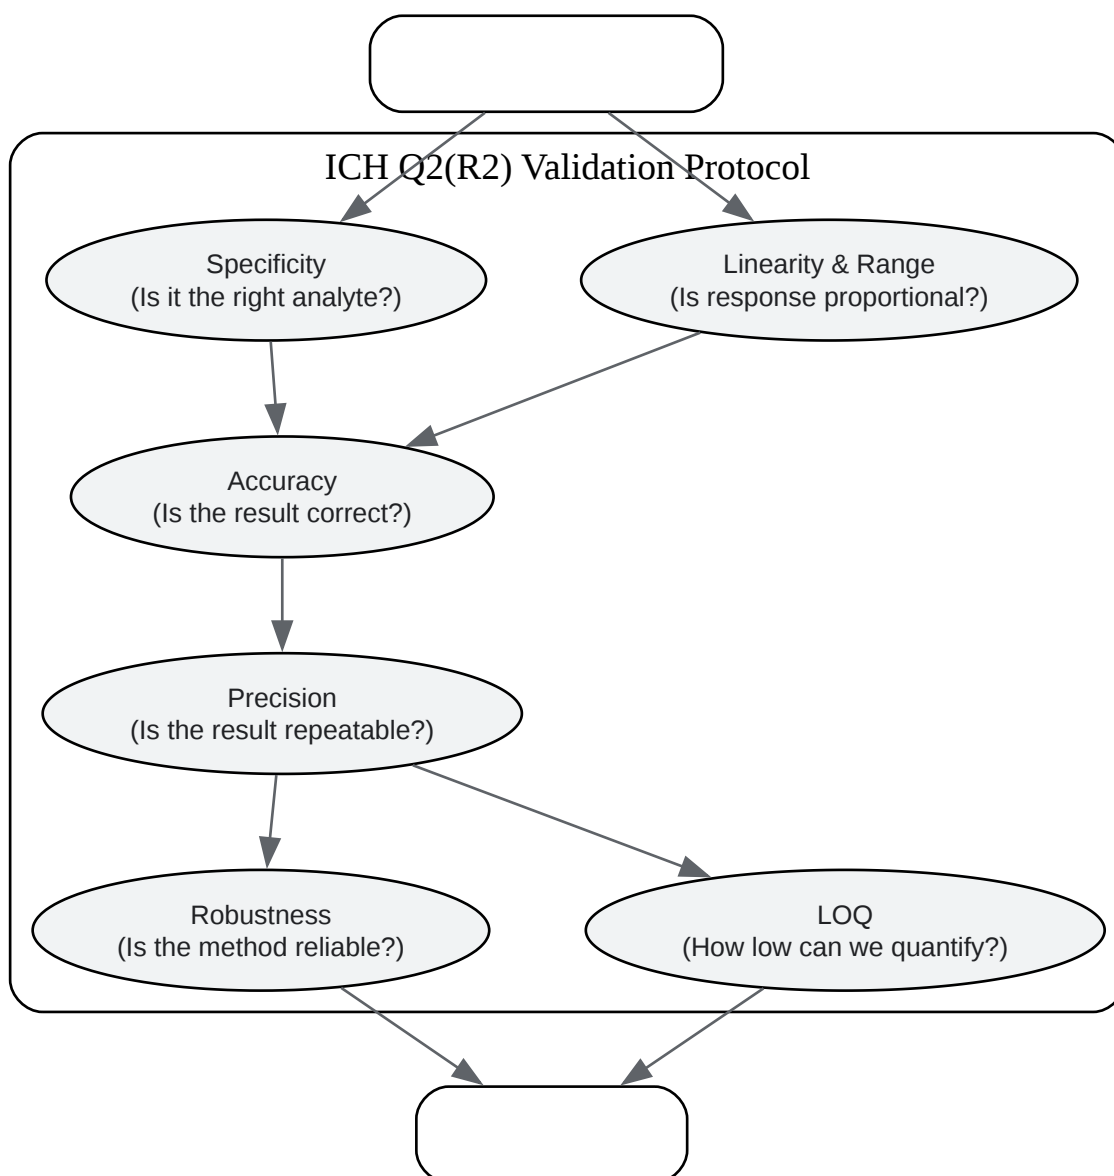 ICH Q2(R2) Validation Protocol
Specificity
(Is it the right analyte?)
Linearity & Range
(Is response proportional?)
Accuracy
(Is the result correct?)
Precision
(Is the result repeatable?)
Robustness
(Is the method reliable?)
LOQ
(How low can we quantify?)